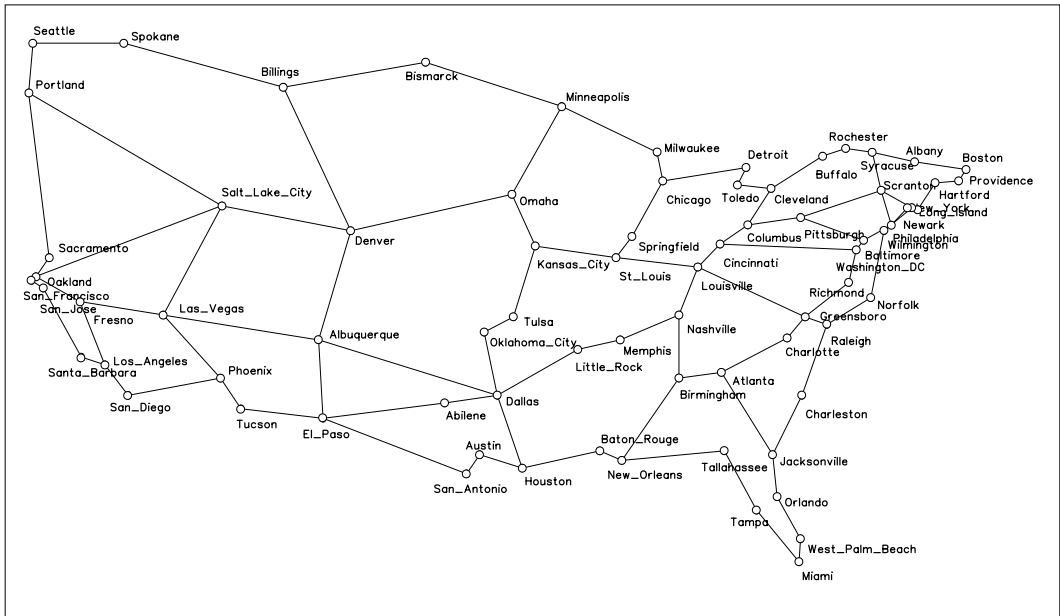 Seattle
Spokane
Billings
Bismarck
Portland
Minneapolis
Rochester
Milwaukee
Detroit
Albany
Boston
Buffalo
Syracuse
Providence
Toledo
Scranton
Hartford
Salt_Lake_City
Omaha
Chicago
Cleveland
New_York
Long_Island
Newark
Denver
Columbus
Pittsburgh
Philadelphia
Wilmington
Sacramento
Springfield
Baltimore
Kansas_City
Cincinnati
Washington_DC
St_Louis
Oakland
Louisville
San_Francisco
Richmond
San_Jose
Norfolk
Las_Vegas
Fresno
Tulsa
Nashville
Greensboro
Albuquerque
Oklahoma_City
Raleigh
Memphis
Charlotte
Los_Angeles
Little_Rock
Santa_Barbara
Phoenix
Atlanta
Birmingham
San_Diego
Dallas
Abilene
Charleston
Tucson
El_Paso
Baton_Rouge
Austin
Jacksonville
Tallahassee
New_Orleans
Houston
San_Antonio
Orlando
Tampa
West_Palm_Beach
Miami